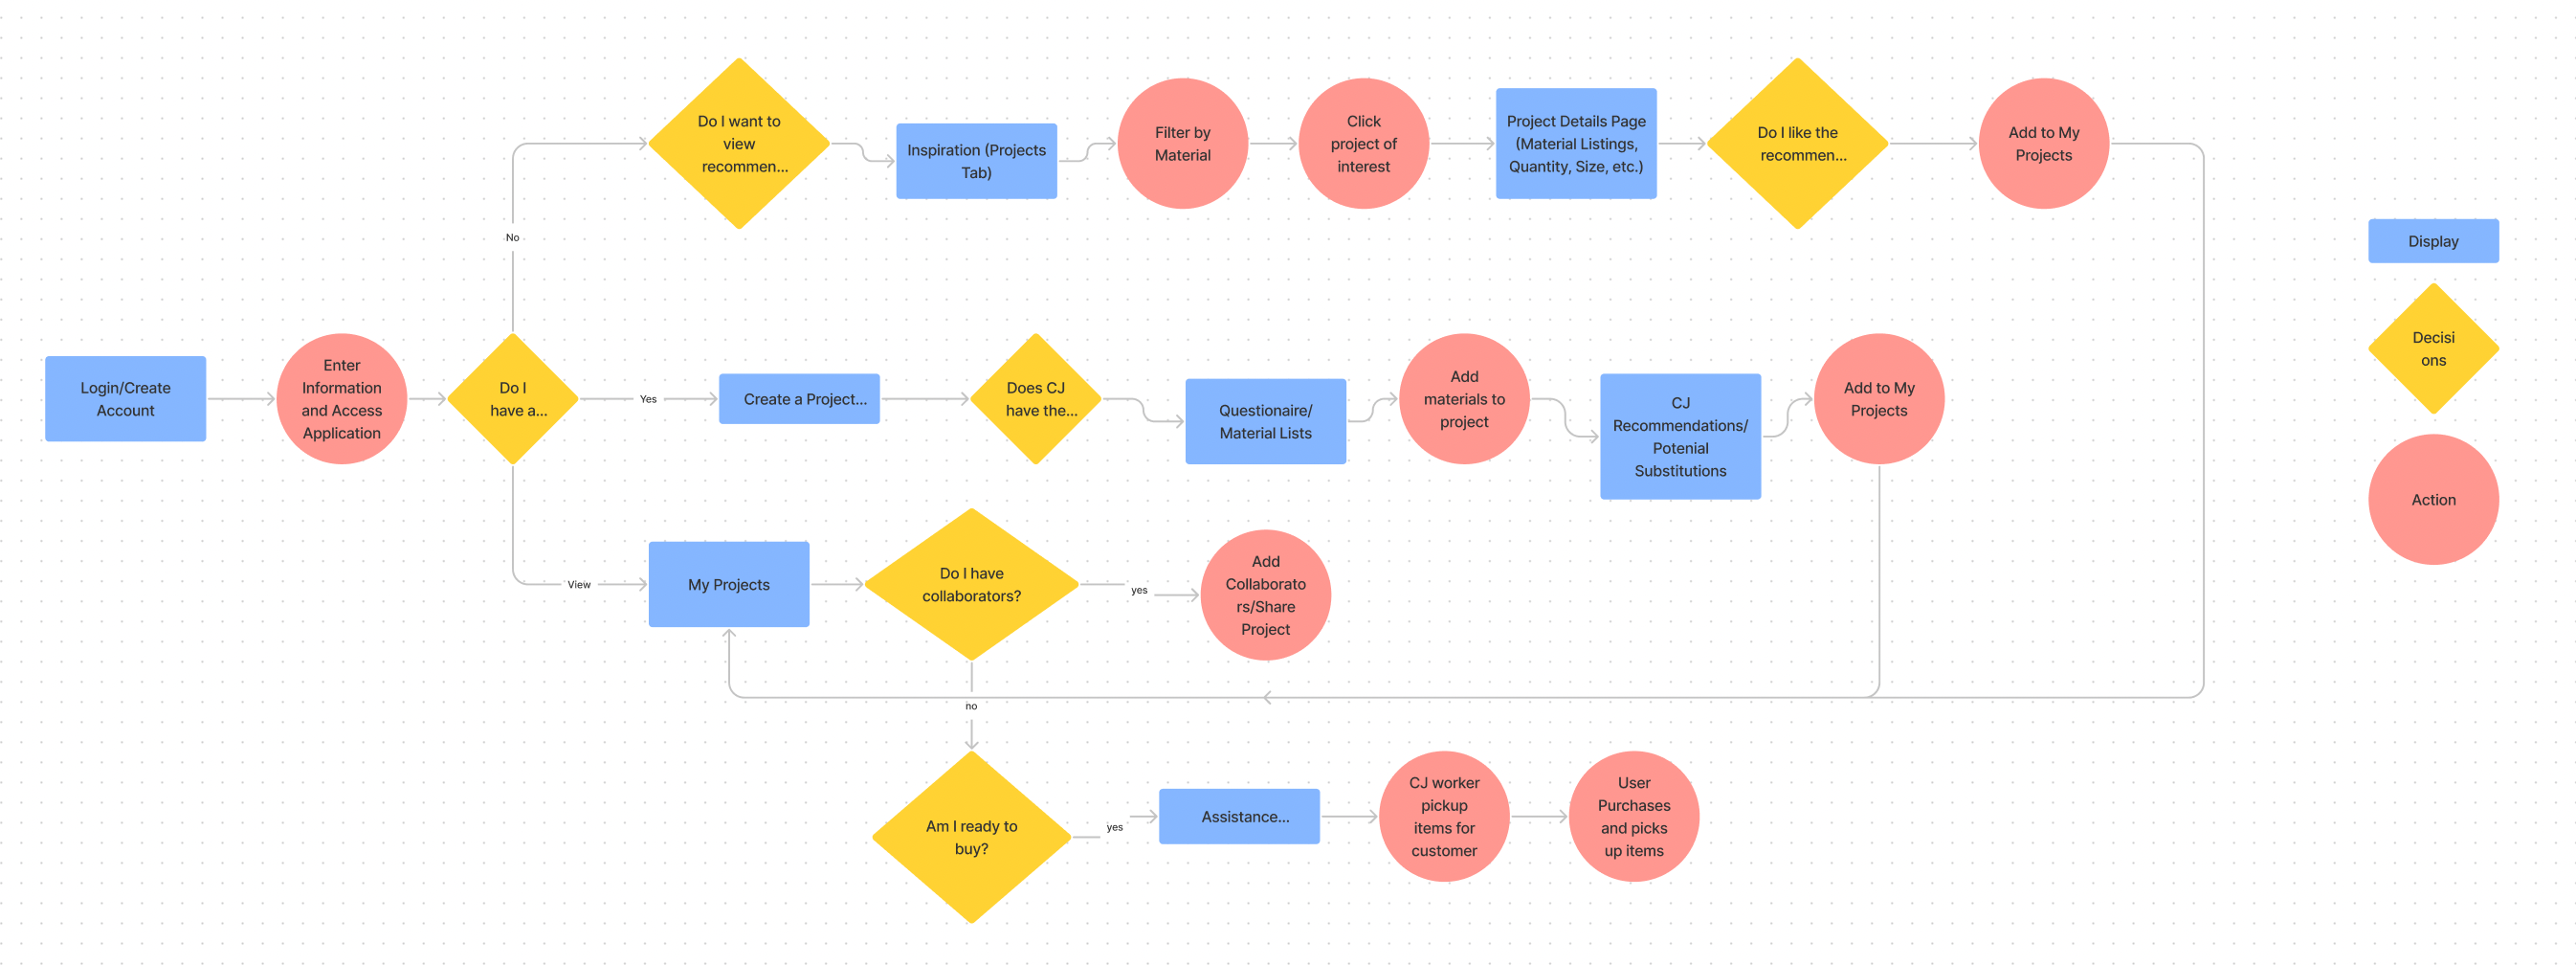 Do I want to
view
recommen...
Inspiration (Projects
Tab)
Filter by
Material
Click
project of
interest
Project Details Page
(Material Listings,
Quantity, Size, etc.)
Do I like the
recommen...
Add to My
Projects
No
Display
Decisi
ons
Action
Login/Create
Account
Enter
Information
and Access
Application
Do I
have a...
Yes
Create a Project...
Does CJ
have the...
Questionaire/
Material Lists
Add
materials to
project
CJ
Recommendations/
Potenial
Substitutions
Add to My
Projects
View
My Projects
Do I have
collaborators?
yes
Add
Collaborato
rs/Share
Project
no
Am I ready to
buy?
yes
Assistance...
CJ worker
pickup
items for
customer
User
Purchases
and picks
up items